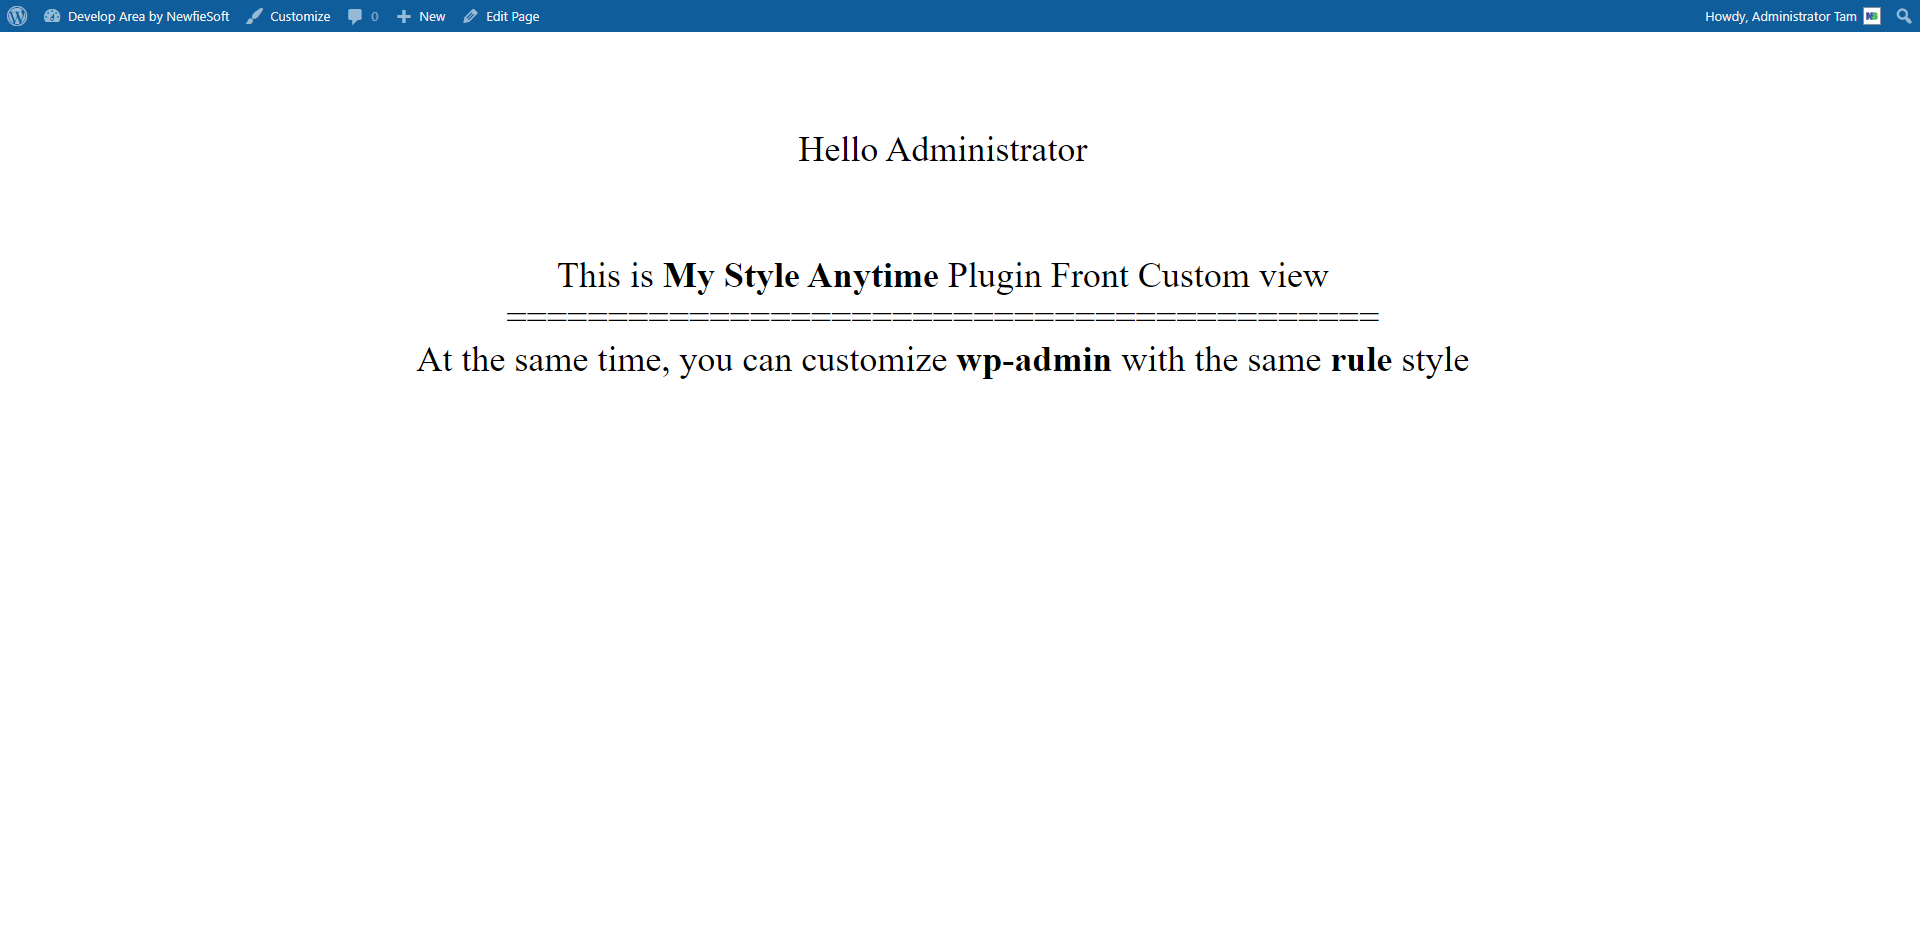 Develop Area by NewfieSoft Customize 0 New Edit Page Howdy, Administrator Tam
Hello Administrator
This is My Style Anytime Plugin Front Custom view
===========================================
At the same time, you can customize wp-admin with the same rule style